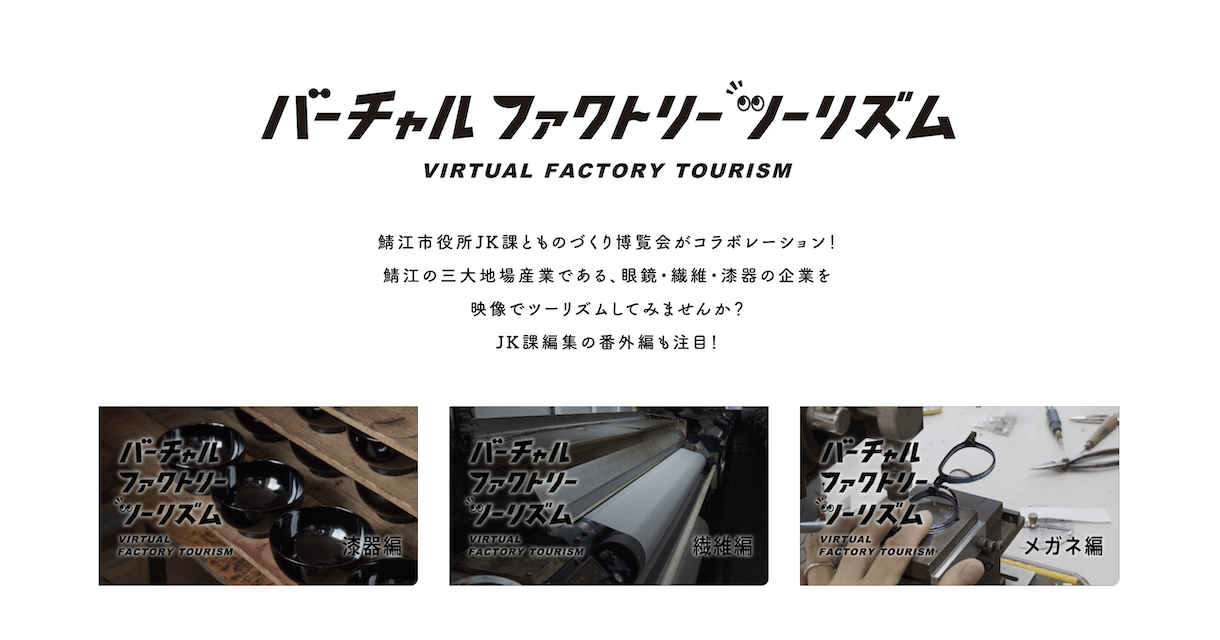 バーチャル ファクトリーツーリズム
VIRTUAL FACTORY TOURISM
鯖江市役所JK課とものづくり博覧会がコラボレーション!
鯖江の三大地場産業である、眼鏡・繊維・漆器の企業を
映像でツーリズムしてみませんか?
JK課編集の番外編も注目!
バーチャル
ファクトリー
ツーリズム
VIRTUAL
FACTORY TOURISM
漆器編
バーチャル
ファクトリー
ツーリズム
VIRTUAL
FACTORY TOURISM
繊維編
バーチャル
ファクトリー
ツーリズム
VIRTUAL
FACTORY TOURISM
メガネ編